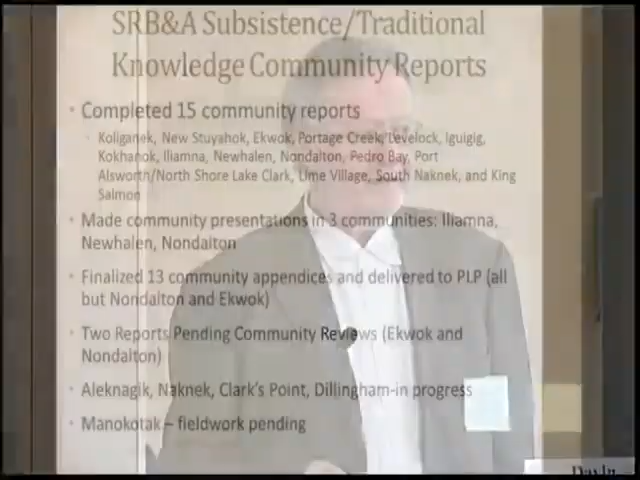 SRB&A Subsistence/Traditional
Knowledge Community Reports
• Completed 15 community reports
• Koliganek, New Stuyahok, Ekwok, Portage Creek, Levelock, Iguigig,
Kokhanok, Iliamna, Newhalen, Nondalton, Pedro Bay, Port
Alsworth/North Shore Lake Clark, Lime Village, South Naknek, and King
Salmon
• Made community presentations in 3 communities: Iliamna,
Newhalen, Nondalton
• Finalized 13 community appendices and delivered to PLP (all
but Nondalton and Ekwok)
• Two Reports Pending Community Reviews (Ekwok and
Nondalton)
• Aleknagik, Naknek, Clark's Point, Dillingham-in progress
• Manokotak – fieldwork pending